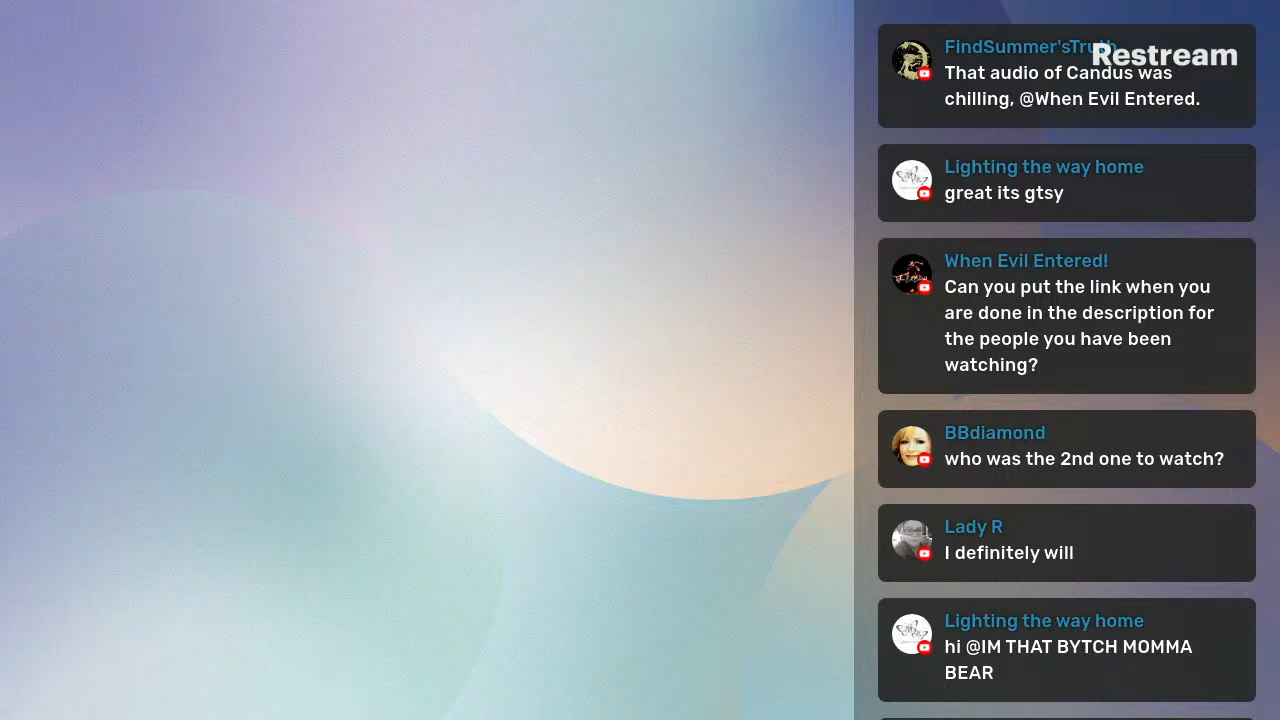 FindSummer'sTruth
Restream
That audio of Candus was
chilling, @When Evil Entered.
Lighting the way home
great its gtsy
When Evil Entered!
Can you put the link when you
are done in the description for
the people you have been
watching?
BBdiamond
who was the 2nd one to watch?
Lady R
I definitely will
Lighting the way home
hi @IM THAT BYTCH MOMMA
BEAR